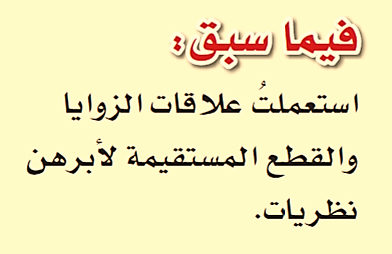 فيما سبق:
استعملتُ علاقات الزوايا
والقطع المستقيمة لأبرهن
نظريات.